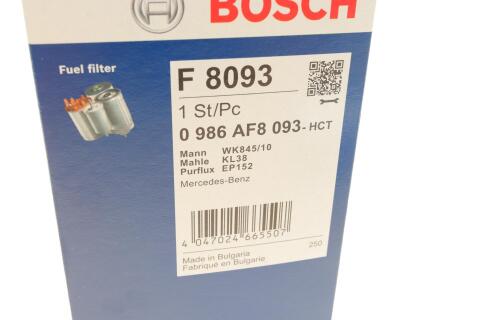 BOSCH
Fuel filter
F 8093
1 St/Pc
0 986 AF8 093-HCT
Mann WK845/10
Mahle KL38
Purflux EP152
Mercedes-Benz
4 047024 665507
250
Made in Bulgaria
Fabriqué en Bulgarie